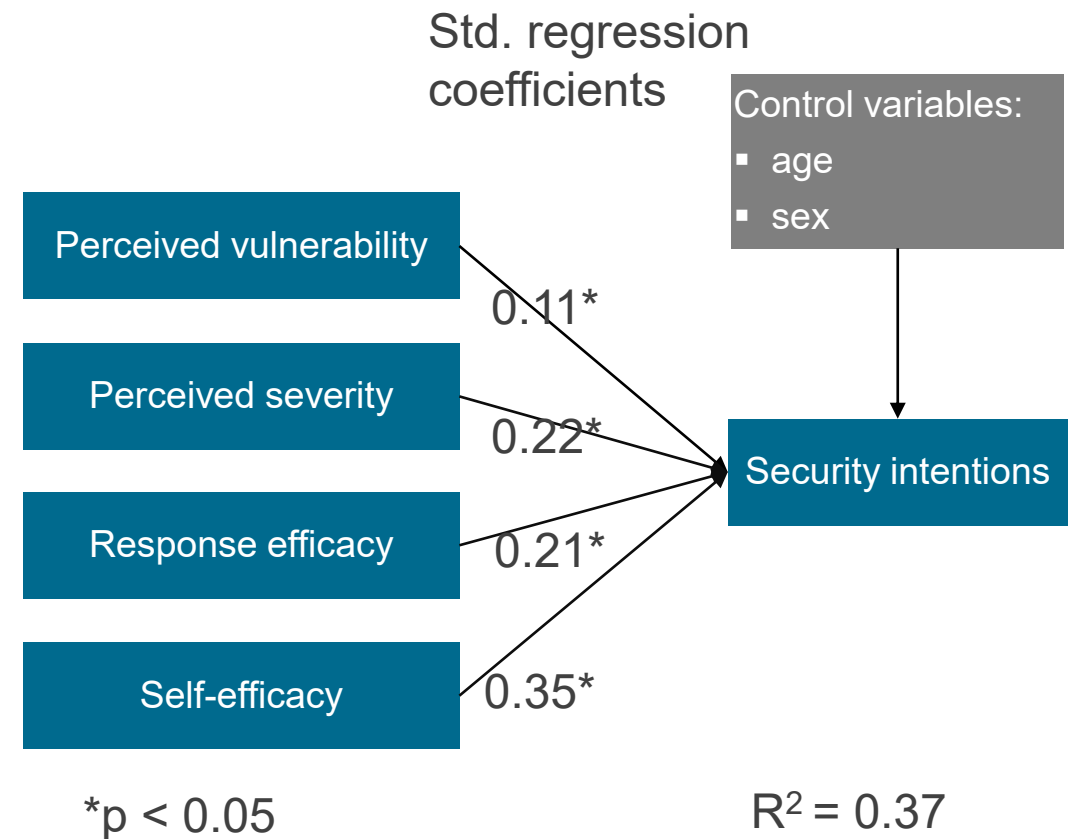 Std. regression
coefficients
Control variables:
▪ age
▪ sex
Perceived vulnerability
0.11*
Perceived severity
0.22*
Security intentions
Response efficacy
0.21*
Self-efficacy
0.35*
*p < 0.05
R² = 0.37